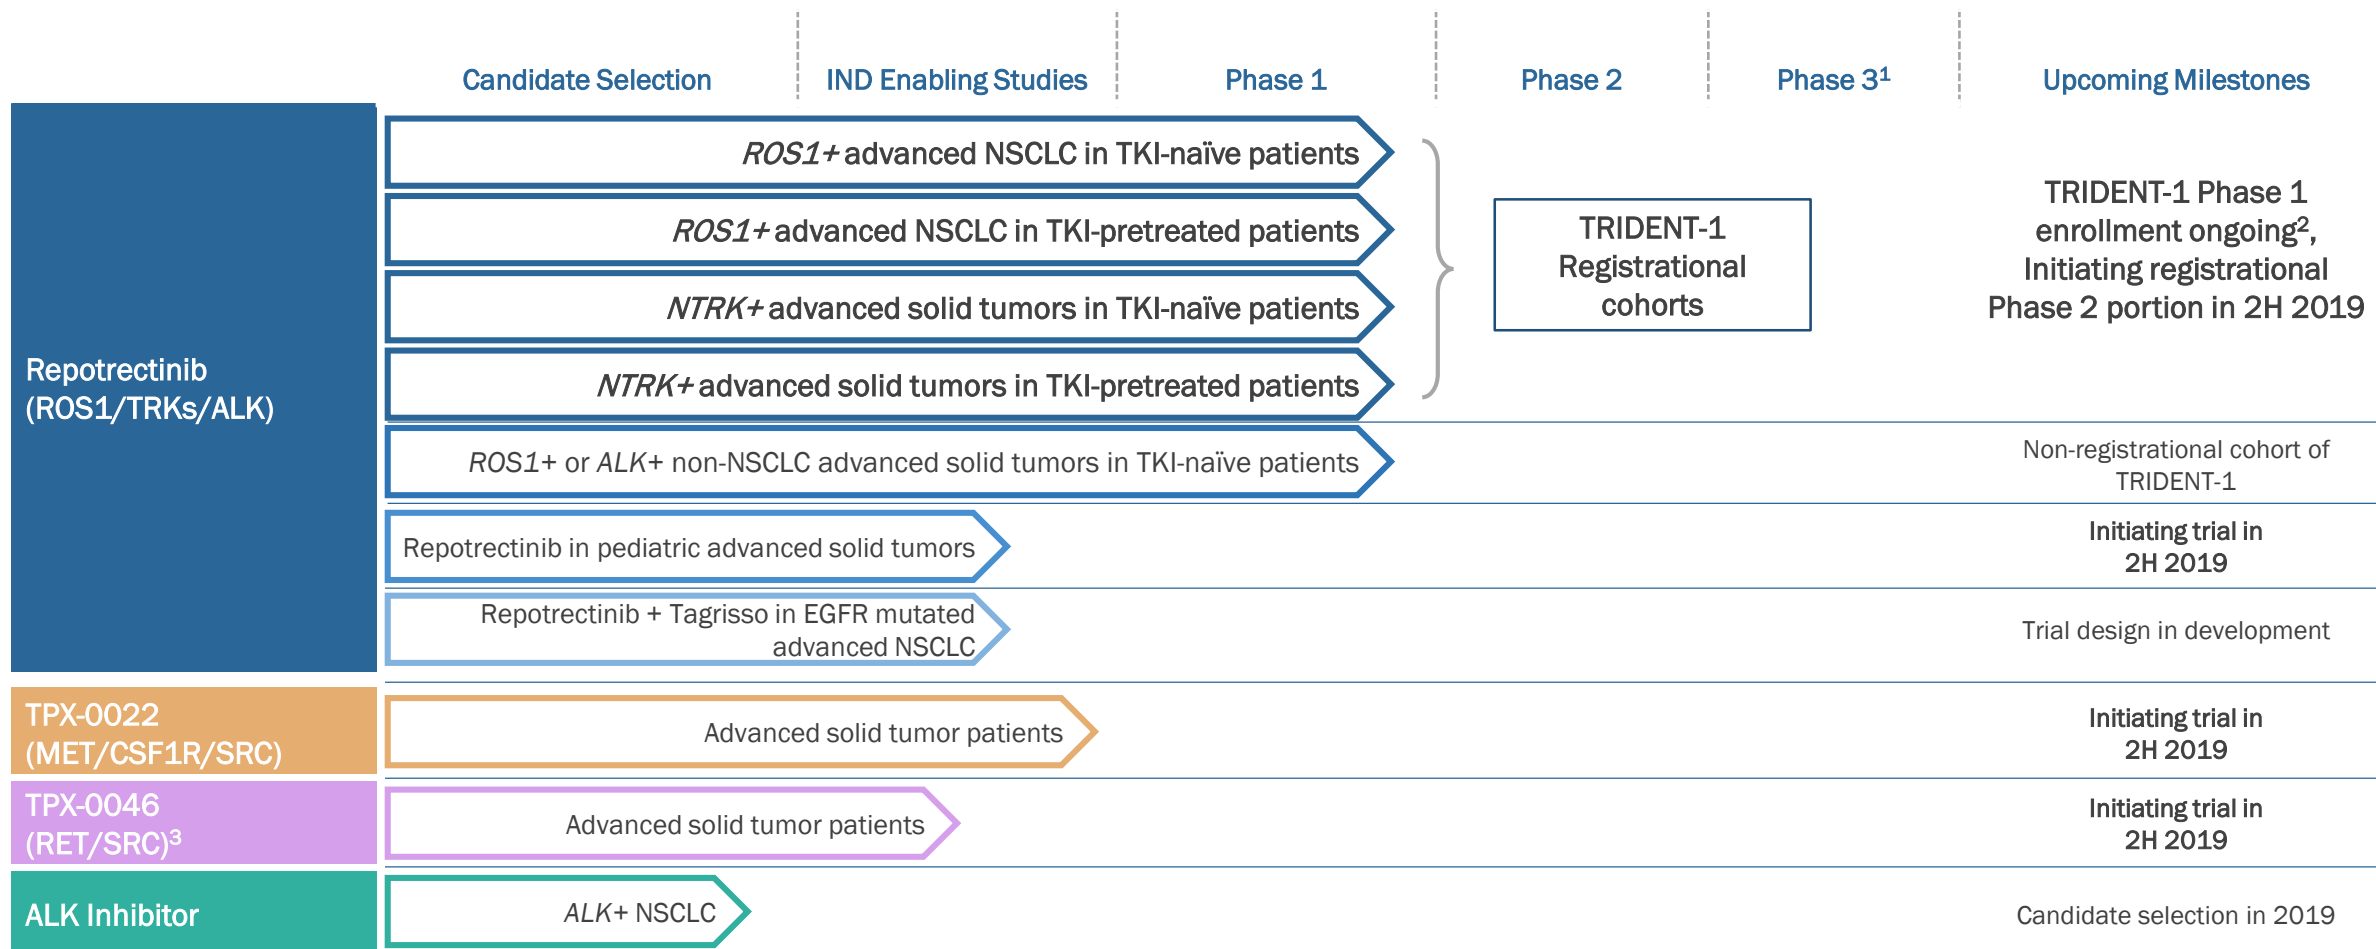 Candidate Selection
IND Enabling Studies
Phase 1
Phase 2
Phase 3¹
Upcoming Milestones
Repotrectinib
(ROS1/TRKs/ALK)
ROS1+ advanced NSCLC in TKI-naïve patients
ROS1+ advanced NSCLC in TKI-pretreated patients
NTRK+ advanced solid tumors in TKI-naïve patients
NTRK+ advanced solid tumors in TKI-pretreated patients
TRIDENT-1
Registrational
cohorts
TRIDENT-1 Phase 1
enrollment ongoing²,
Initiating registrational
Phase 2 portion in 2H 2019
ROS1+ or ALK+ non-NSCLC advanced solid tumors in TKI-naïve patients
Non-registrational cohort of
TRIDENT-1
Repotrectinib in pediatric advanced solid tumors
Initiating trial in
2H 2019
Repotrectinib + Tagrisso in EGFR mutated
advanced NSCLC
Trial design in development
TPX-0022
(MET/CSF1R/SRC)
Advanced solid tumor patients
Initiating trial in
2H 2019
TPX-0046
(RET/SRC)³
Advanced solid tumor patients
Initiating trial in
2H 2019
ALK Inhibitor
ALK+ NSCLC
Candidate selection in 2019